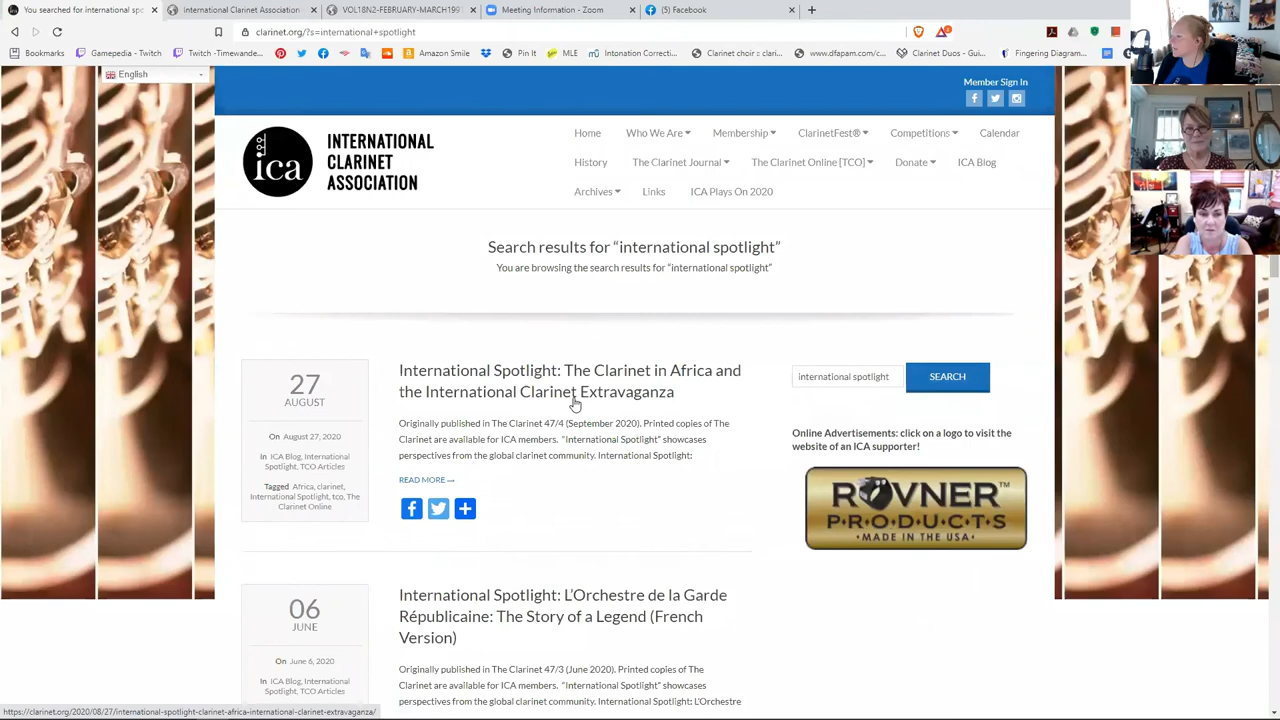 You searched for international spo
International Clarinet Association
VOL18N2-FEBRUARY-MARCH199
Meeting Information - Zoom
(5) Facebook
clarinet.org/?s=international+spotlight
Bookmarks
Gamepedia - Twitch
Twitch -Timewande...
Amazon Smile
Pin It
MLE
Intonation Correcti...
Clarinet choir :: clari...
www.dfapam.com/c...
Clarinet Duos - Gui...
Fingering Diagram...
English
Member Sign In
ica
INTERNATIONAL
CLARINET
ASSOCIATION
Home
Who We Are
Membership
ClarinetFest®
Competitions
Calendar
History
The Clarinet Journal
The Clarinet Online [TCO]
Donate
ICA Blog
Archives
Links
ICA Plays On 2020
Search results for “international spotlight”
You are browsing the search results for “international spotlight“
27
AUGUST
On August 27, 2020
In ICA Blog, International
Spotlight, TCO Articles
Tagged Africa, clarinet,
International Spotlight, tco, The
Clarinet Online
International Spotlight: The Clarinet in Africa and
the International Clarinet Extravaganza
Originally published in The Clarinet 47/4 (September 2020). Printed copies of The
Clarinet are available for ICA members. “International Spotlight” showcases
perspectives from the global clarinet community. International Spotlight:
READ MORE →
international spotlight
SEARCH
Online Advertisements: click on a logo to visit the
website of an ICA supporter!
ROVNER™
PRODUCTS
MADE IN THE USA
06
JUNE
On June 6, 2020
In ICA Blog, International
Spotlight, TCO Articles
International Spotlight: L’Orchestre de la Garde
Républicaine: The Story of a Legend (French
Version)
Originally published in The Clarinet 47/3 (June 2020). Printed copies of The
Clarinet are available for ICA members. “International Spotlight” showcases
perspectives from the global clarinet community. International Spotlight: L’Orchestre
https://clarinet.org/2020/08/27/international-spotlight-clarinet-africa-international-clarinet-extravaganza/